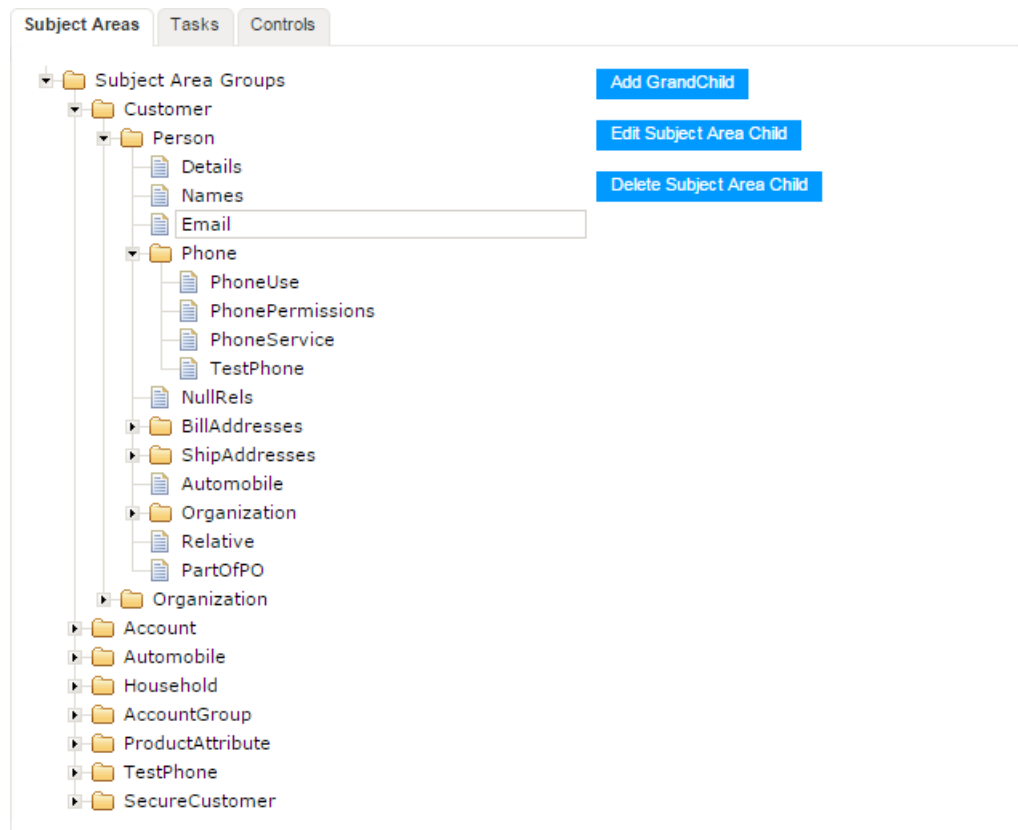 Subject Areas Tasks Controls
Subject Area Groups
Add GrandChild
Customer
Person
Edit Subject Area Child
Details
Delete Subject Area Child
Names
Email
Phone
PhoneUse
PhonePermissions
PhoneService
TestPhone
NullRels
BillAddresses
ShipAddresses
Automobile
Organization
Relative
PartOfPO
Organization
Account
Automobile
Household
AccountGroup
ProductAttribute
TestPhone
SecureCustomer